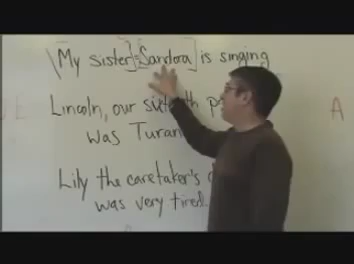 My sister Sandora is singing
Lincoln, our sixteenth p
was Turan
Lily the caretaker's
was very tired.
A